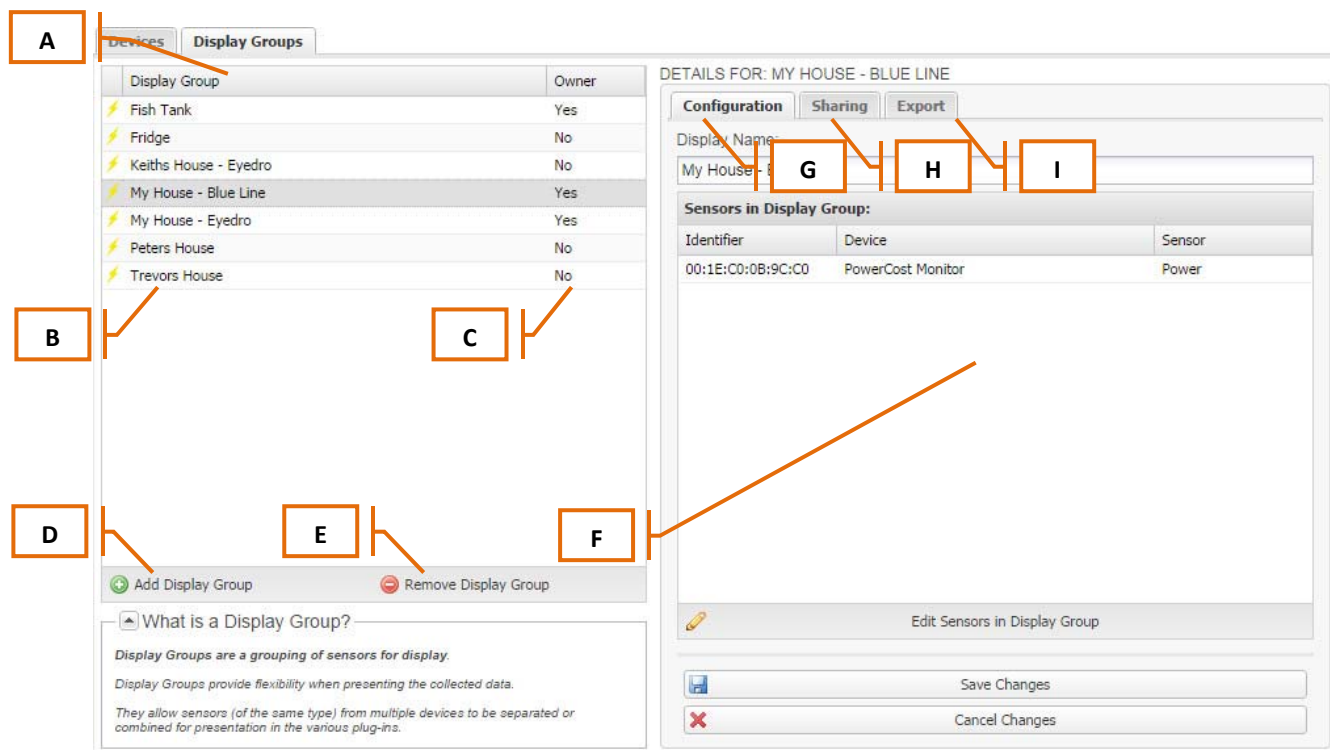 A
Devices Display Groups
Display Group Owner
Fish Tank Yes
Fridge No
Keiths House - Eyedro No
My House - Blue Line Yes
My House - Eyedro Yes
Peters House No
Trevors House No
B
C
D
E
F
Add Display Group Remove Display Group
What is a Display Group?
Display Groups are a grouping of sensors for display.
Display Groups provide flexibility when presenting the collected data.
They allow sensors (of the same type) from multiple devices to be separated or
combined for presentation in the various plug-ins.
DETAILS FOR: MY HOUSE - BLUE LINE
Configuration Sharing Export
Display Name:
My House -
G
H
I
Sensors in Display Group:
Identifier Device Sensor
00:1E:C0:0B:9C:C0 PowerCost Monitor Power
Edit Sensors in Display Group
Save Changes
Cancel Changes